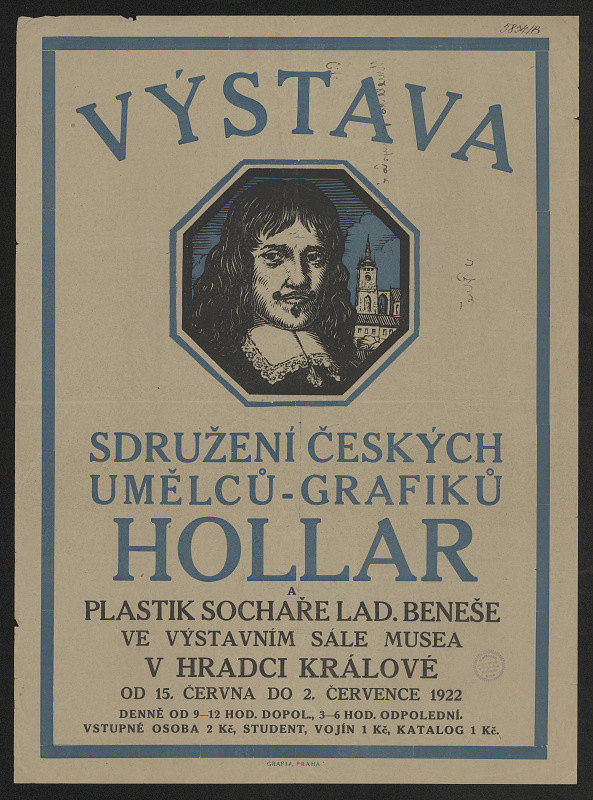 VÝSTAVA
SDRUŽENÍ ČESKÝCH
UMĚLCŮ-GRAFIKŮ
HOLLAR
A
PLASTIK SOCHAŘE LAD. BENEŠE
VE VÝSTAVNÍM SÁLE MUSEA
V HRADCI KRÁLOVÉ
OD 15. ČERVNA DO 2. ČERVENCE 1922
DENNĚ OD 9—12 HOD. DOPOL., 3—6 HOD. ODPOLEDNÍ.
VSTUPNÉ OSOBA 2 Kč, STUDENT, VOJÍN 1 Kč, KATALOG 1 Kč.
„GRAFIA, PRAHA“